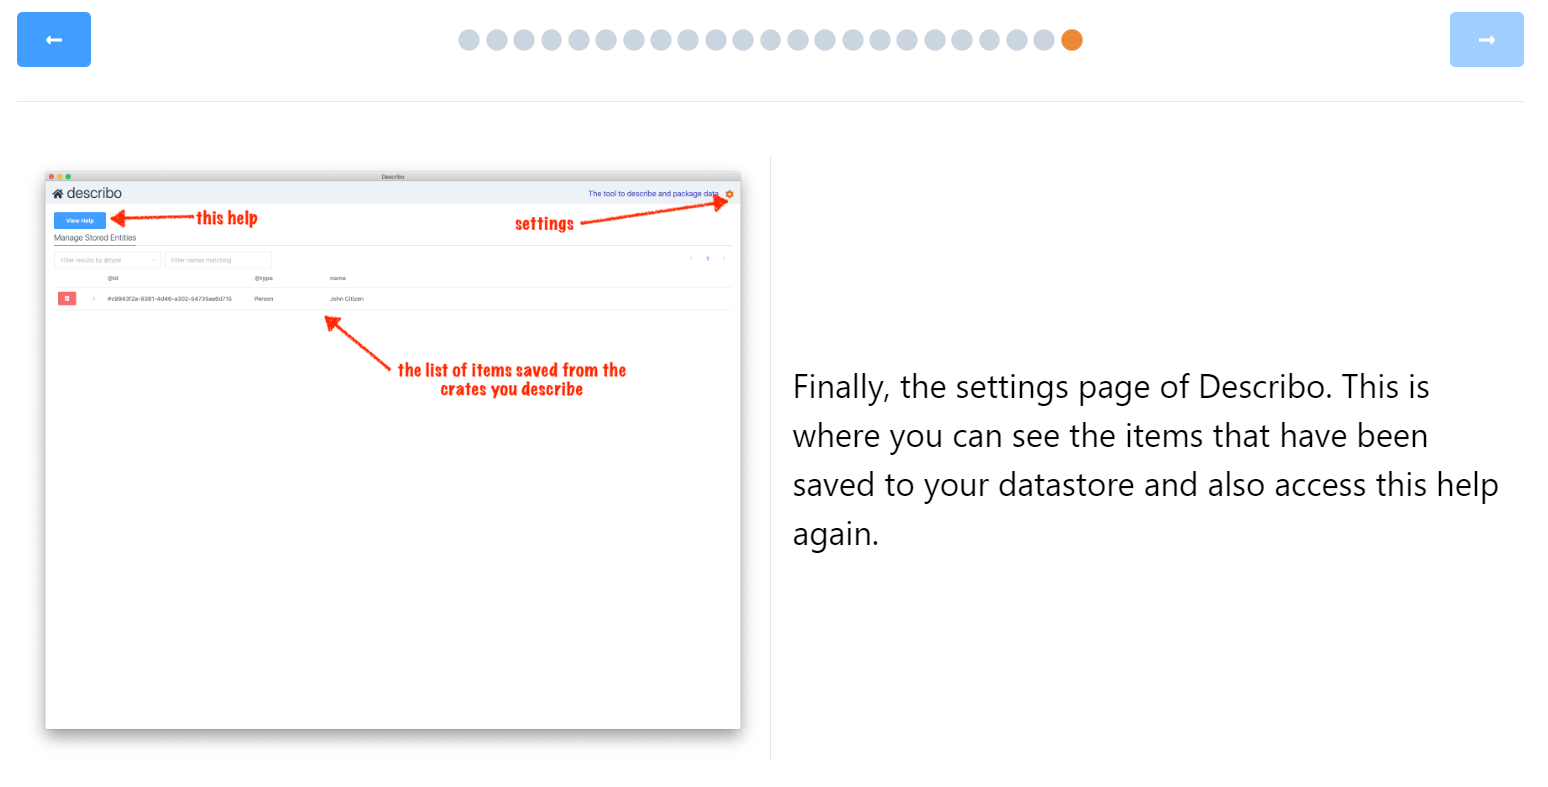 Describo
describo
The tool to describe and package data
View Help
this help
settings
Manage Stored Entities
Filter results by @type
Filter names matching
1
@id @type name
#c9943f2a-9361-4d46-a302-54735ae6d715 Person John Citizen
the list of items saved from the
crates you describe
Finally, the settings page of Describo. This is
where you can see the items that have been
saved to your datastore and also access this help
again.